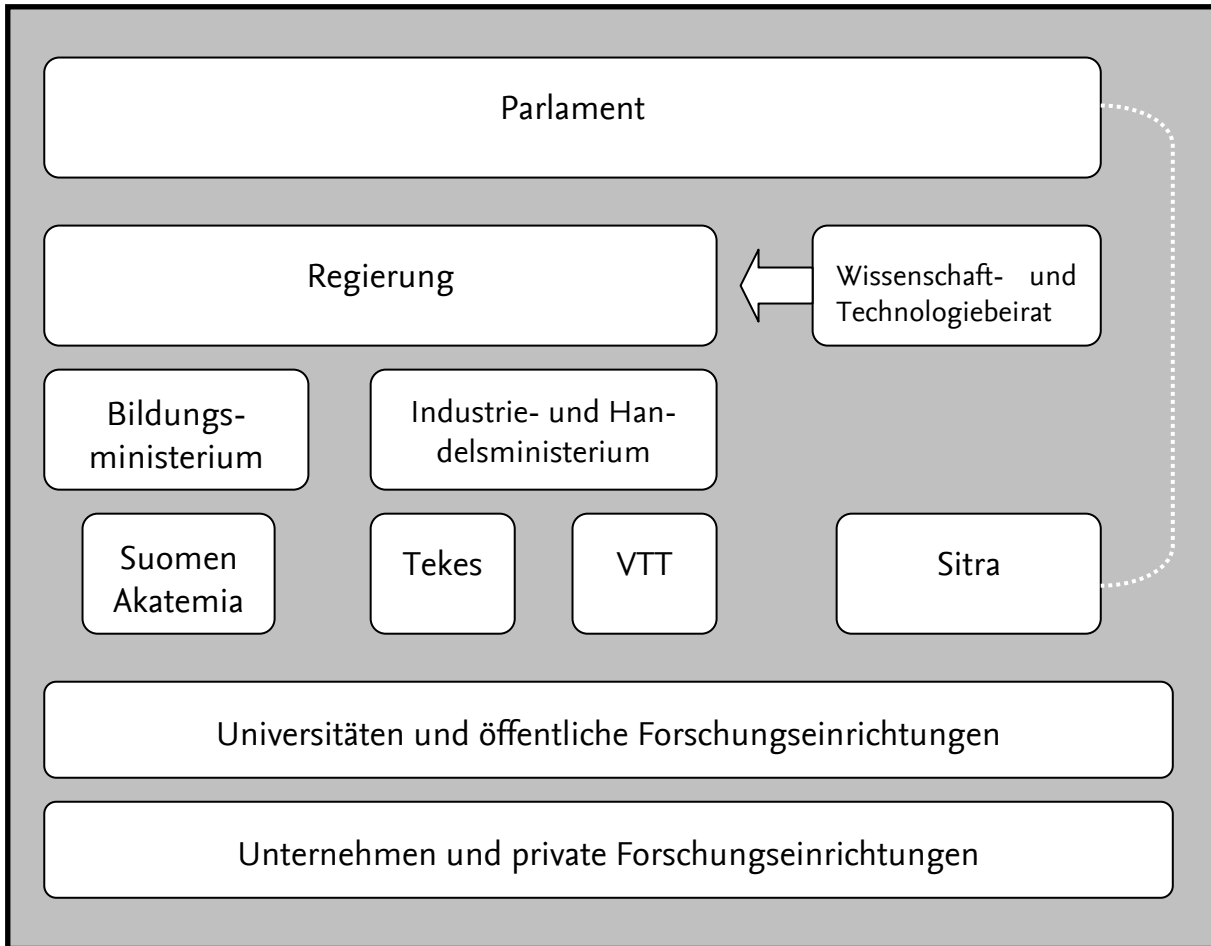 Parlament
Regierung
Wissenschaft- und
Technologiebeirat
Bildungs-
ministerium
Industrie- und Han-
delsministerium
Suomen
Akatemia
Tekes
VTT
Sitra
Universitäten und öffentliche Forschungseinrichtungen
Unternehmen und private Forschungseinrichtungen